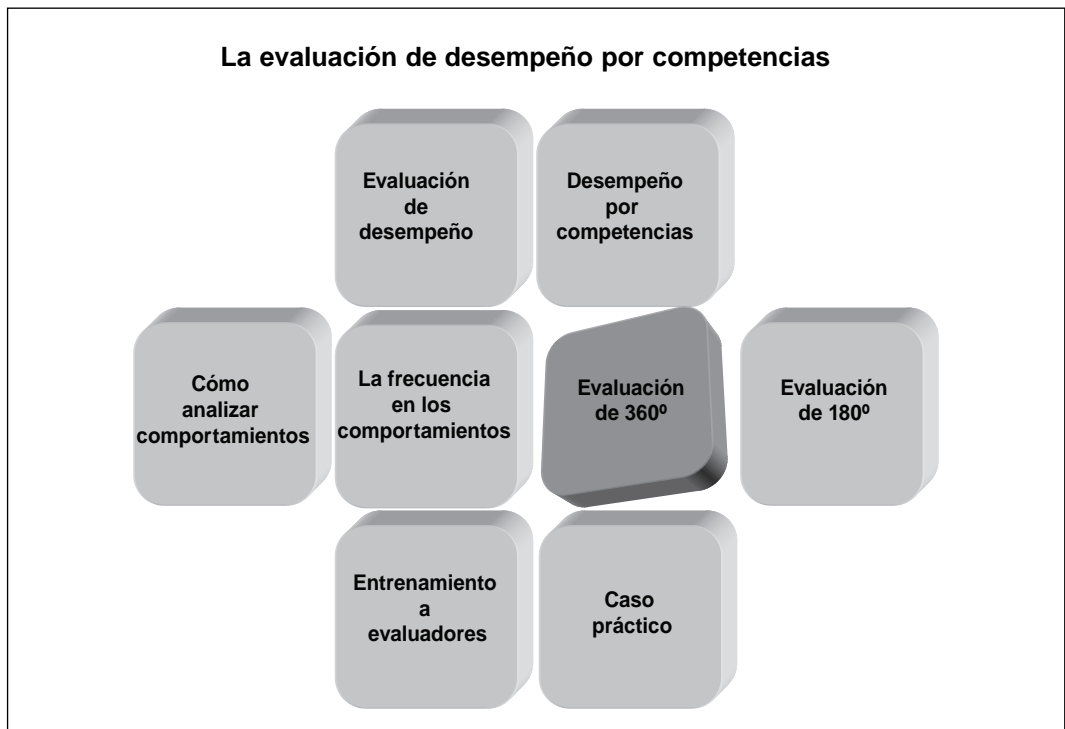 La evaluación de desempeño por competencias
Evaluación
de
desempeño
Desempeño
por
competencias
Cómo
analizar
comportamientos
La frecuencia
en los
comportamientos
Evaluación
de 360º
Evaluación
de 180º
Entrenamiento
a
evaluadores
Caso
práctico